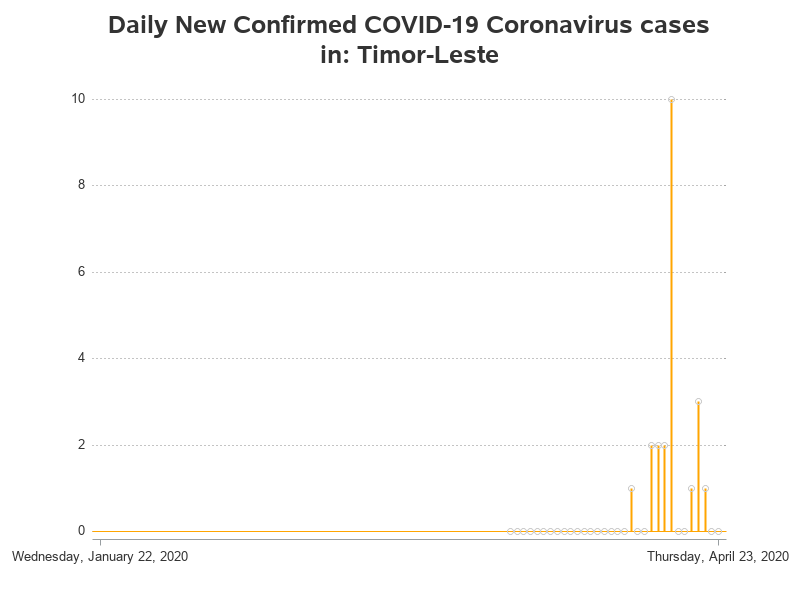 Daily New Confirmed COVID-19 Coronavirus cases
in: Timor-Leste
10
8
6
4
2
0
Wednesday, January 22, 2020
Thursday, April 23, 2020